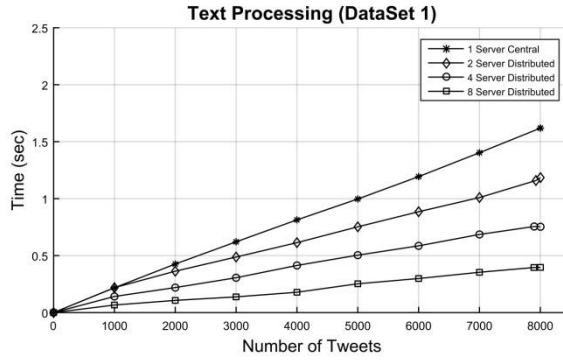 Text Processing (DataSet 1)
2.5
2
1.5
1
0.5
0
Time (sec)
1 Server Central
2 Server Distributed
4 Server Distributed
8 Server Distributed
0 1000 2000 3000 4000 5000 6000 7000 8000
Number of Tweets